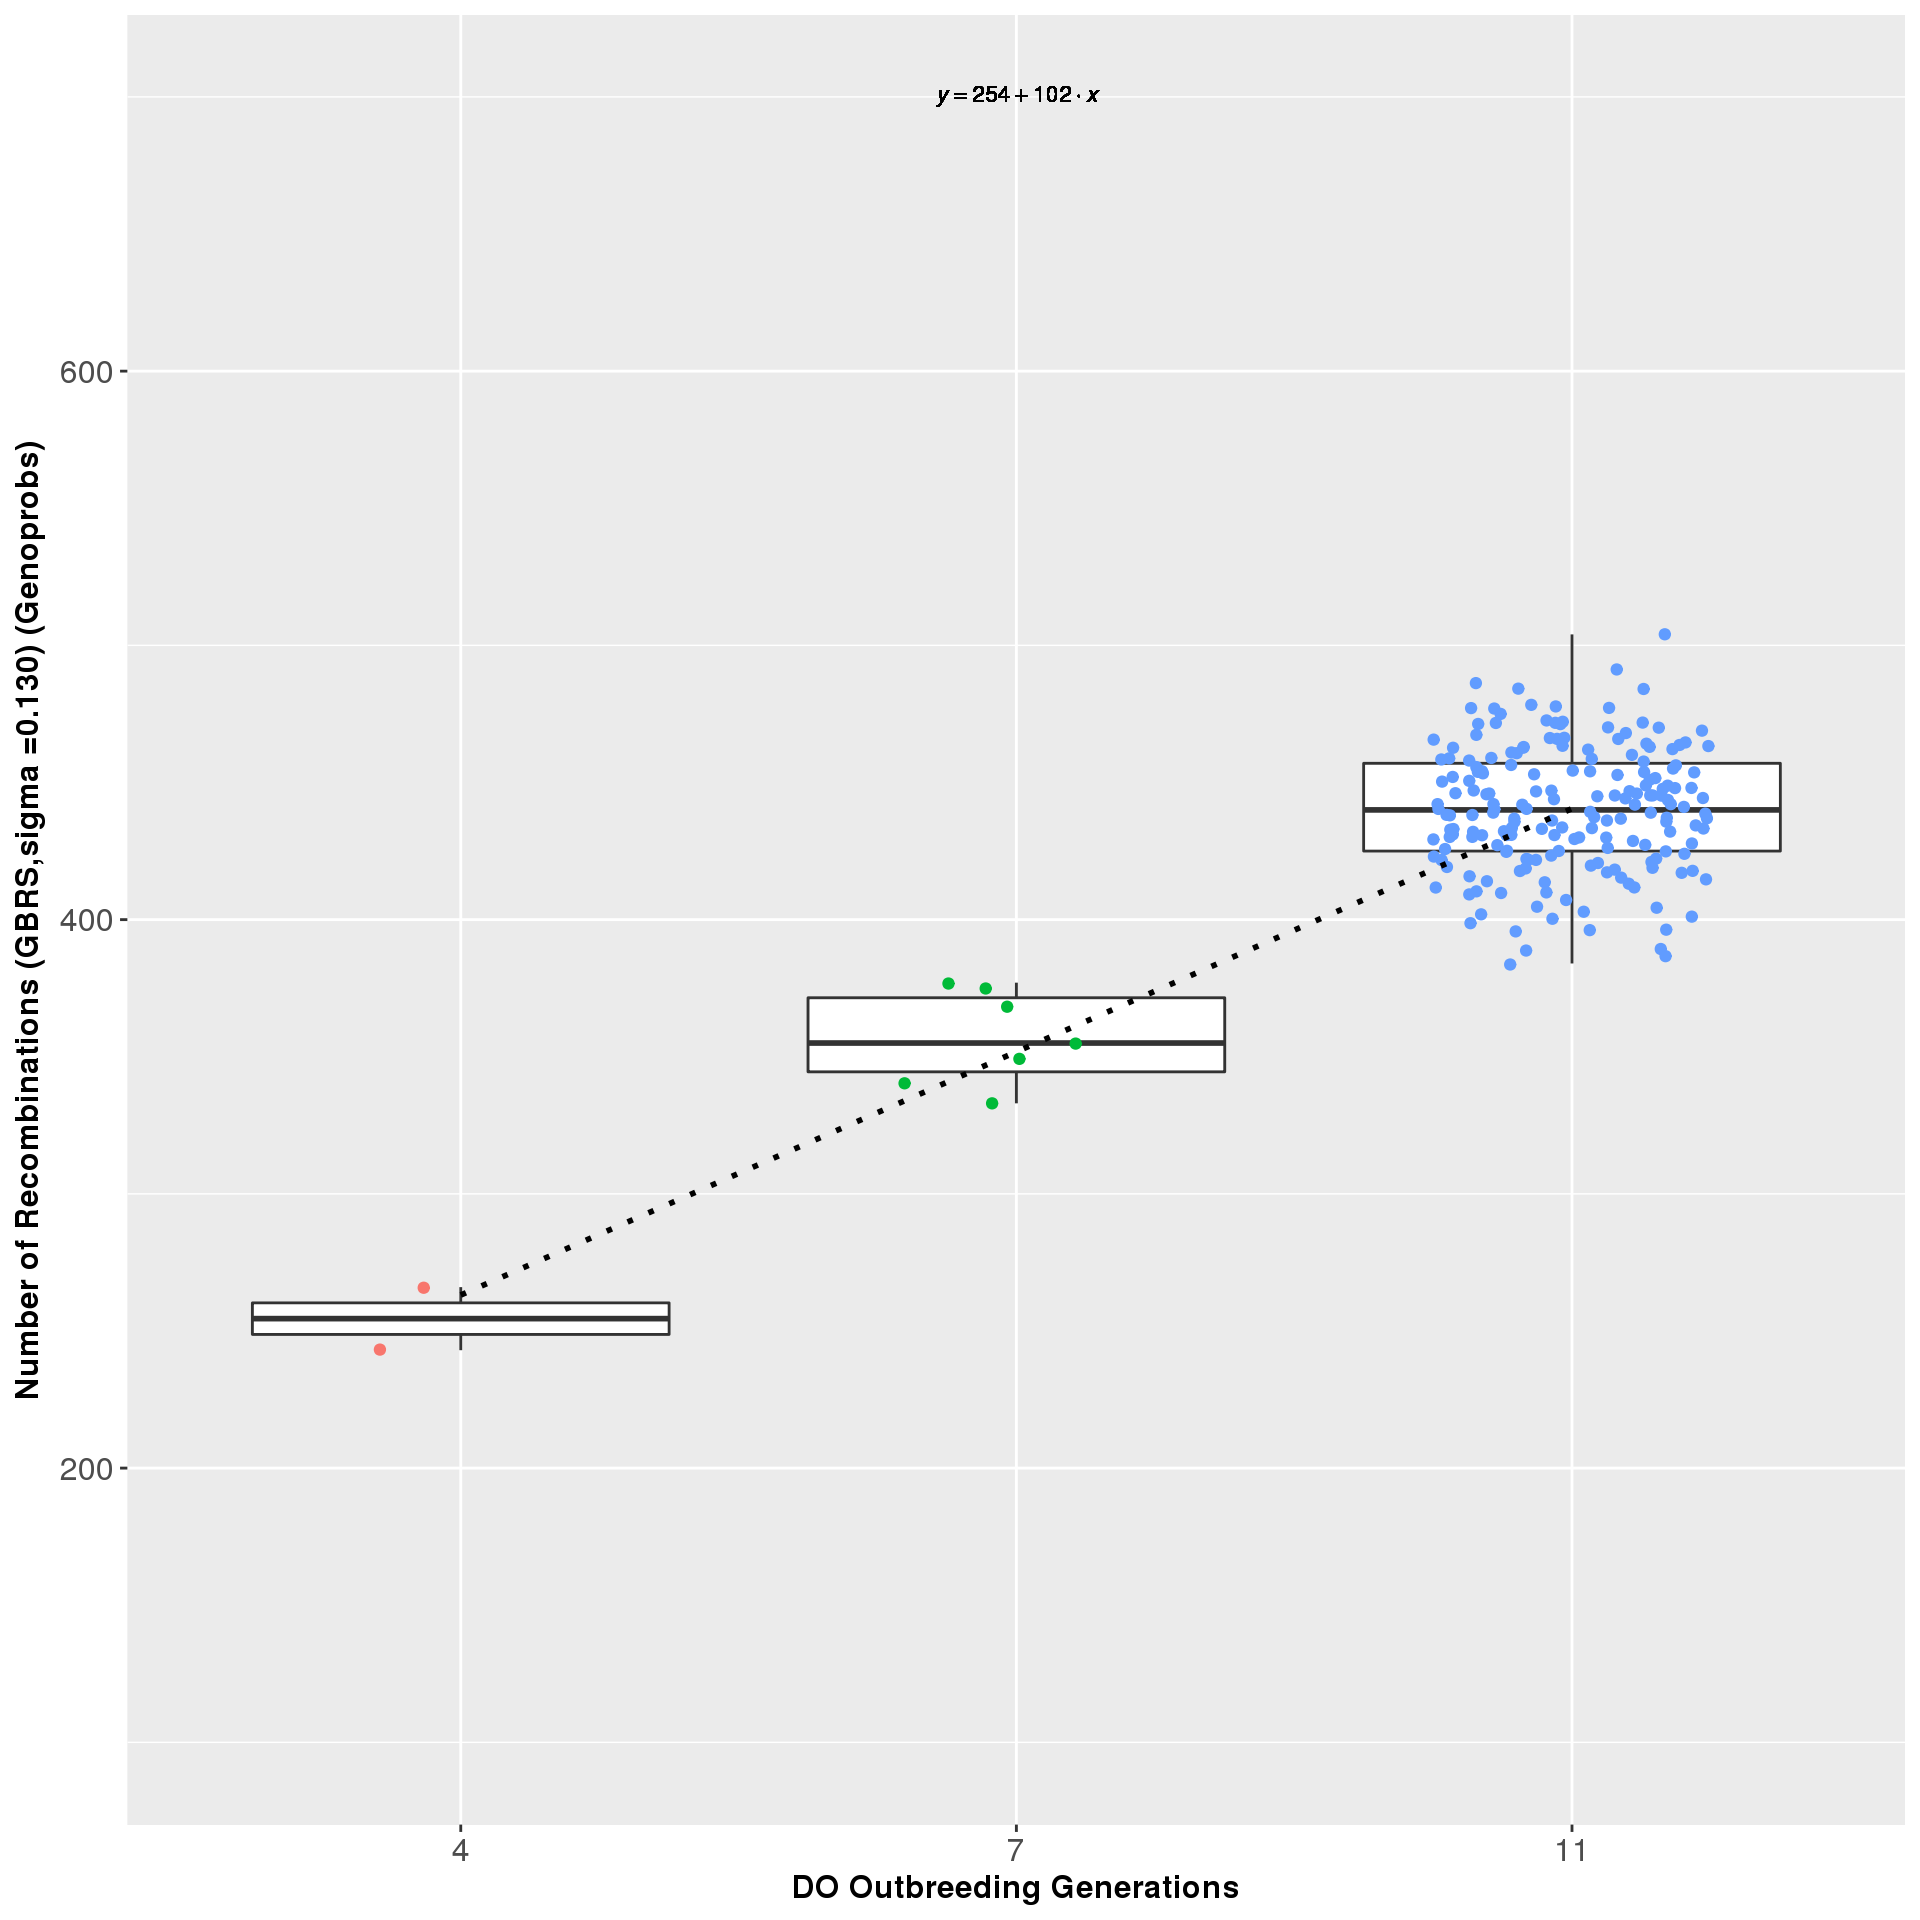 y = 254 + 102 · x
600
400
200
Number of Recombinations (GBRS,sigma =0.130) (Genoprobs)
4 7 11
DO Outbreeding Generations